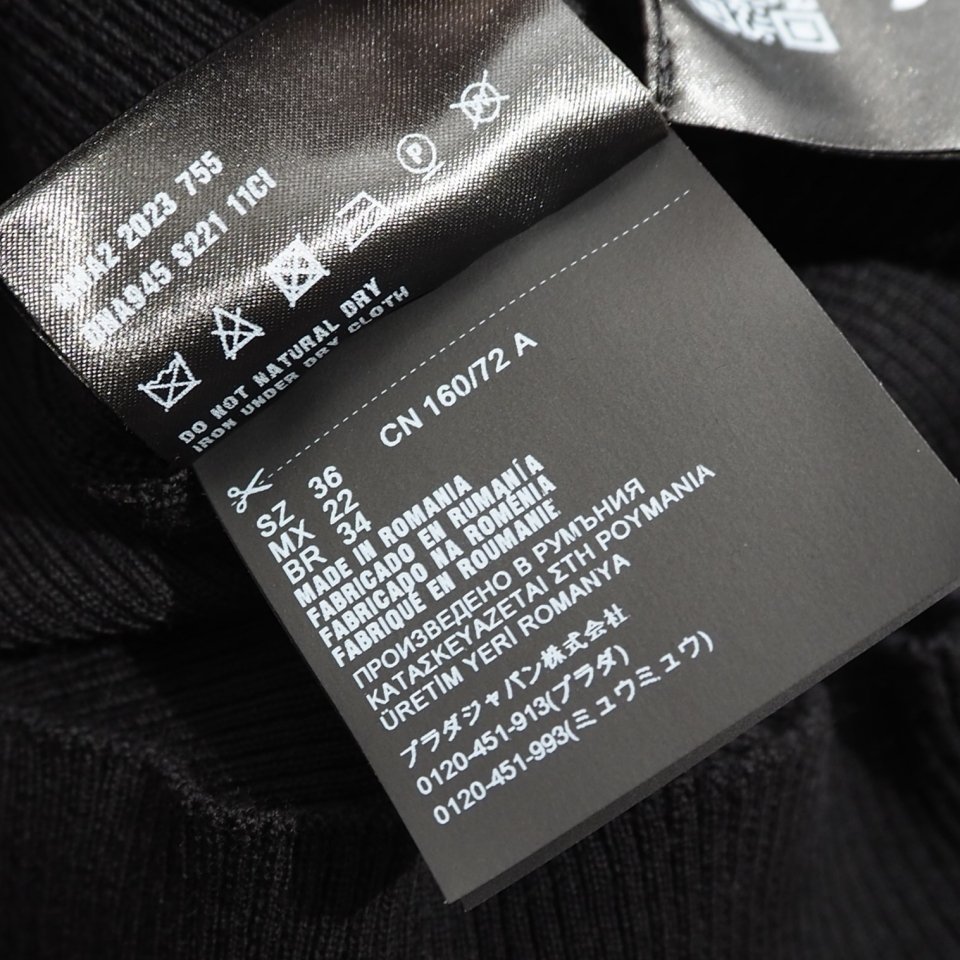 2023 755
DNA945 S221 11CI
P
DO NOT NATURAL DRY
IRON UNDER DRY CLOTH
CN 160/72 A
SZ 36
MX 22
BR 34
MADE IN ROMANIA
FABRICADO EN RUMANÍA
FABRICADO NA ROMÉNIA
FABRIQUÉ EN ROUMANIE
ПРОИЗВЕДЕНО В РУМЪНИЯ
ΚΑΤΑΣΚΕΥΑΖΕΤΑΙ ΣΤΗ ΡΟΥΜΑΝΙΑ
ÜRETİM YERİ ROMANYA
プラダジャパン株式会社
0120-451-913(プラダ)
0120-451-993(ミュウミュウ)